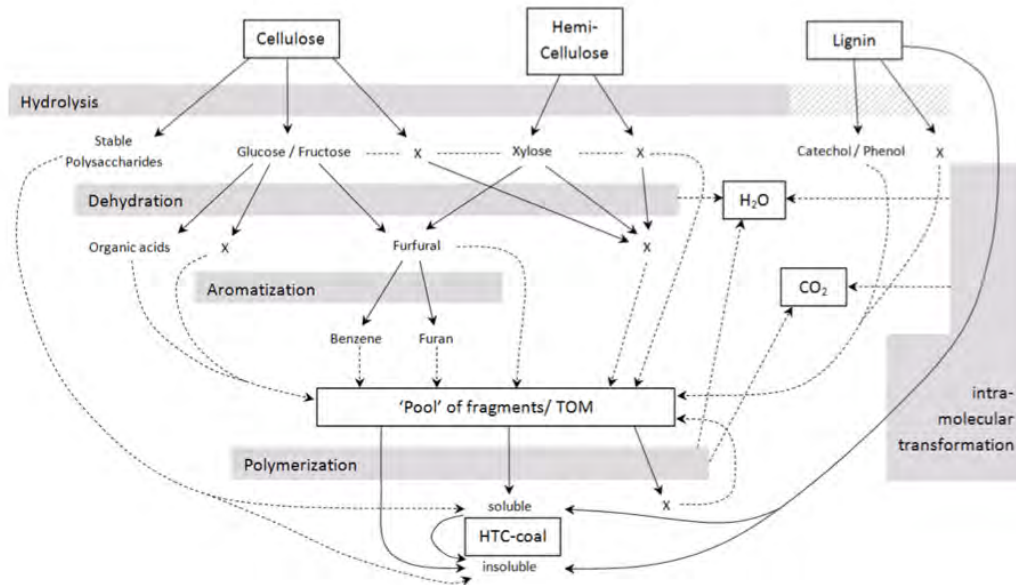 Cellulose
Hemi-
Cellulose
Lignin
Hydrolysis
Stable
Polysaccharides
Glucose / Fructose
X
Xylose
X
Catechol / Phenol
X
Dehydration
H₂O
Organic acids
X
Furfural
X
Aromatization
CO₂
Benzene
Furan
'Pool' of fragments/ TOM
intra-
molecular
transformation
Polymerization
soluble
X
HTC-coal
insoluble